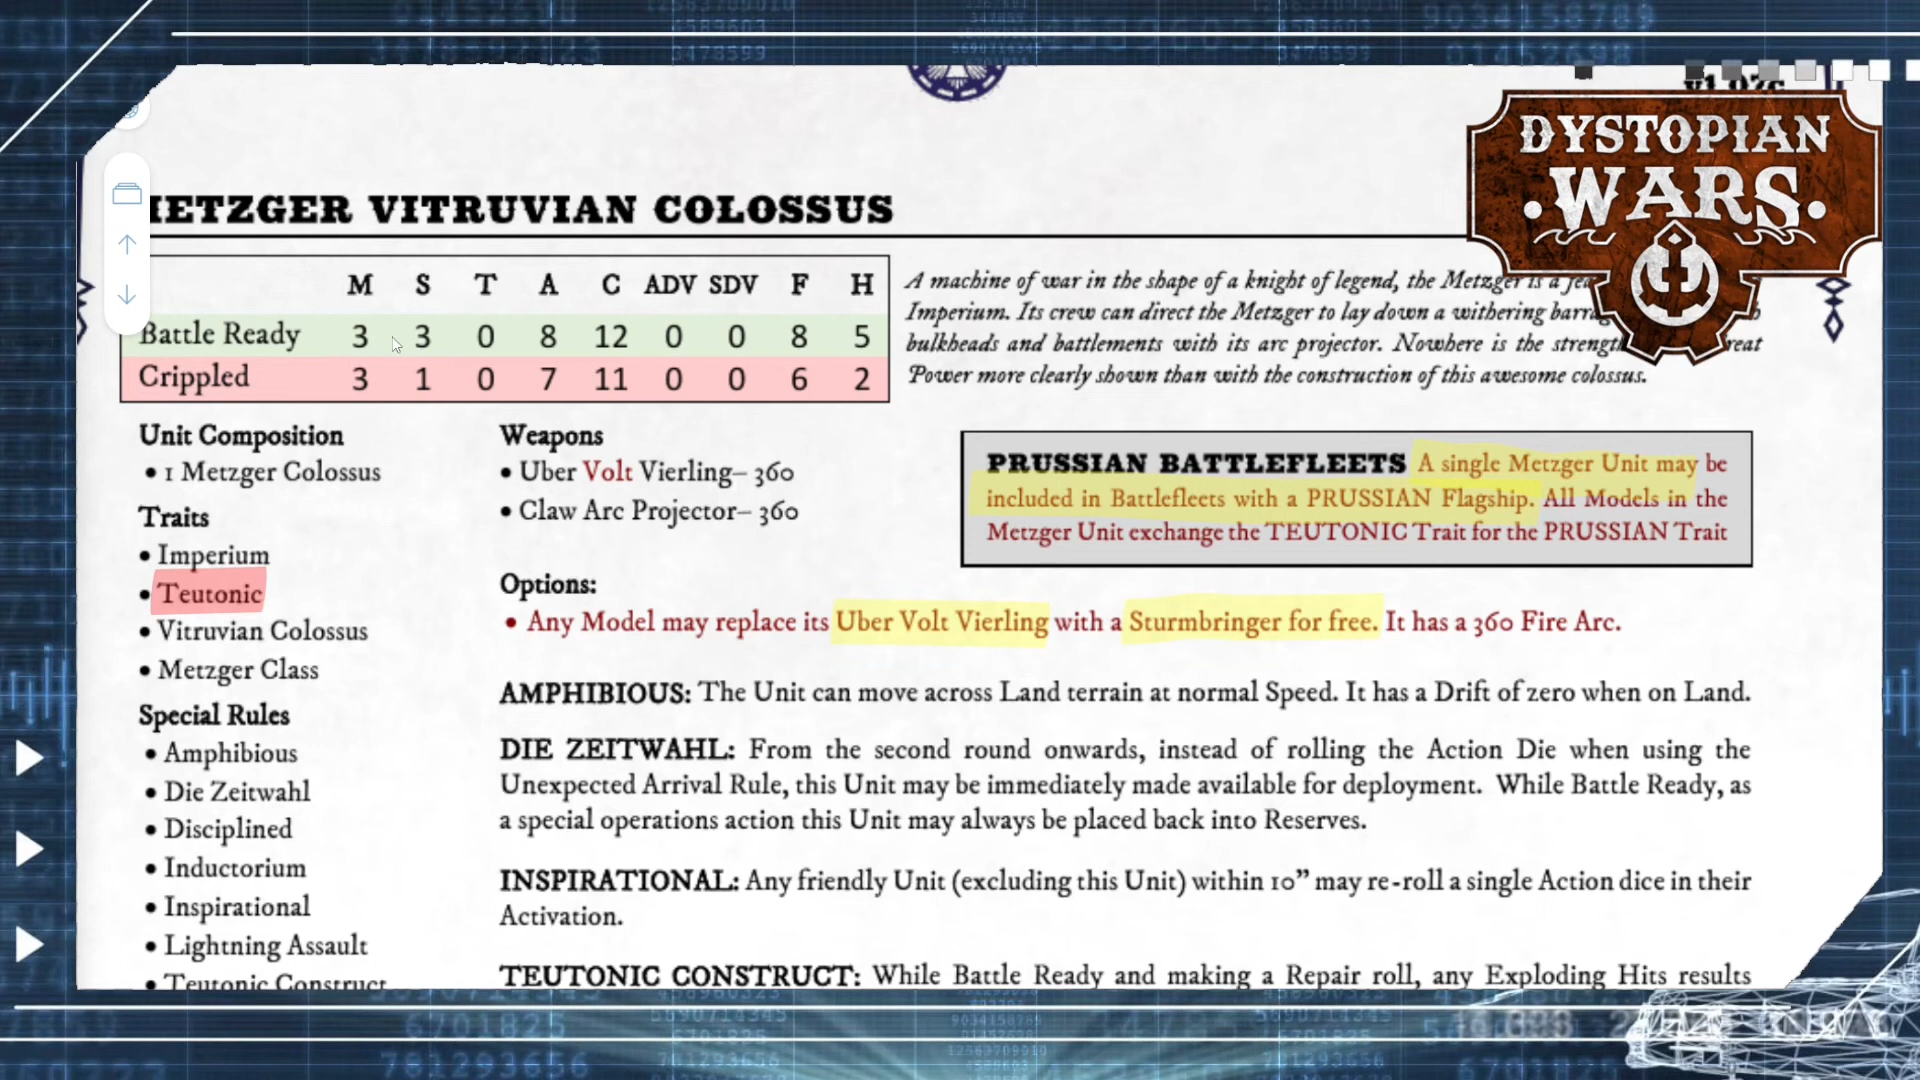 v1.02c
DYSTOPIAN
WARS
METZGER VITRUVIAN COLOSSUS
M S T A C ADV SDV F H
Battle Ready 3 3 0 8 12 0 0 8 5
Crippled 3 1 0 7 11 0 0 6 2
A machine of war in the shape of a knight of legend, the Metzger is a
Imperium. Its crew can direct the Metzger to lay down a withering
bulkheads and battlements with its arc projector. Nowhere is the
Power more clearly shown than with the construction of this awesome colossus.
Unit Composition
• 1 Metzger Colossus
Traits
• Imperium
• Teutonic
• Vitruvian Colossus
• Metzger Class
Special Rules
• Amphibious
• Die Zeitwahl
• Disciplined
• Inductorium
• Inspirational
• Lightning Assault
• Teutonic Construct
Weapons
• Uber Volt Vierling– 360
• Claw Arc Projector– 360
PRUSSIAN BATTLEFLEETS A single Metzger Unit may be
included in Battlefleets with a PRUSSIAN Flagship. All Models in the
Metzger Unit exchange the TEUTONIC Trait for the PRUSSIAN Trait
Options:
• Any Model may replace its Uber Volt Vierling with a Sturmbringer for free. It has a 360 Fire Arc.
AMPHIBIOUS: The Unit can move across Land terrain at normal Speed. It has a Drift of zero when on Land.
DIE ZEITWAHL: From the second round onwards, instead of rolling the Action Die when using the
Unexpected Arrival Rule, this Unit may be immediately made available for deployment. While Battle Ready, as
a special operations action this Unit may always be placed back into Reserves.
INSPIRATIONAL: Any friendly Unit (excluding this Unit) within 10” may re-roll a single Action dice in their
Activation.
TEUTONIC CONSTRUCT: While Battle Ready and making a Repair roll, any Exploding Hits results